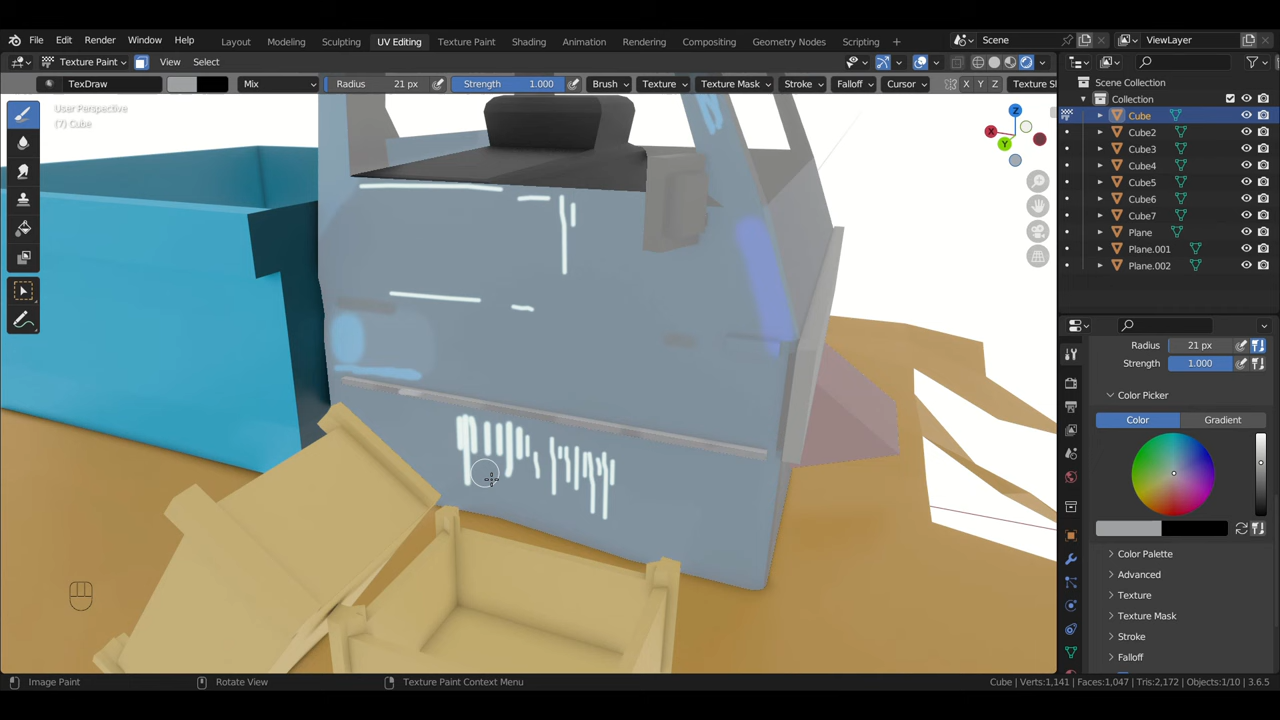 File Edit Render Window Help Layout Modeling Sculpting UV Editing Texture Paint Shading Animation Rendering Compositing Geometry Nodes Scripting + Scene ViewLayer
Texture Paint View Select
TexDraw Mix Radius 21 px Strength 1.000 Brush Texture Texture Mask Stroke Falloff Cursor X Y Z Texture S
User Perspective
(7) Cube
Z
X
Y
Scene Collection
Collection
Cube
Cube2
Cube3
Cube4
Cube5
Cube6
Cube7
Plane
Plane.001
Plane.002
Radius 21 px
Strength 1.000
Color Picker
Color Gradient
Color Palette
Advanced
Texture
Texture Mask
Stroke
Falloff
Image Paint Rotate View Texture Paint Context Menu Cube | Verts:1,141 | Faces:1,047 | Tris:2,172 | Objects:1/10 | 3.6.5